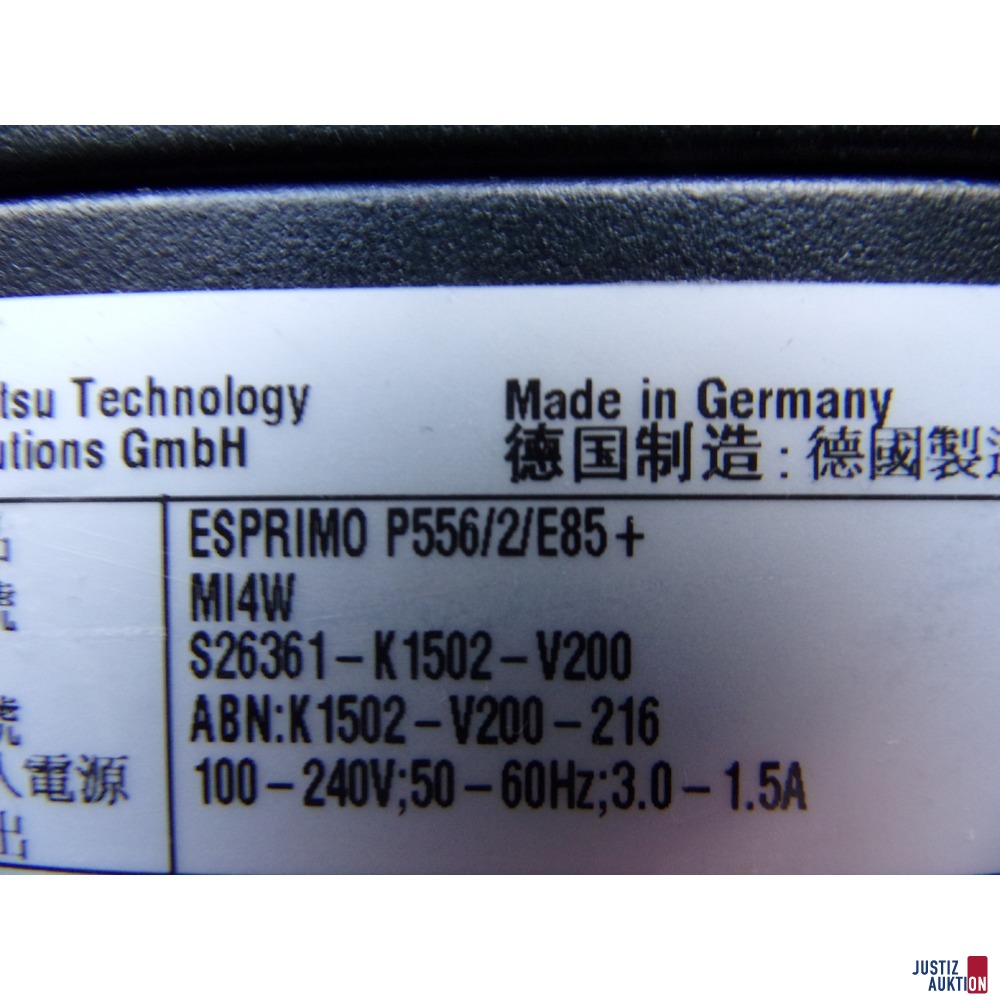 tsu Technology
utions GmbH
Made in Germany
德国制造:德國製造
ESPRIMO P556/2/E85+
MI4W
S26361-K1502-V200
ABN:K1502-V200-216
電源
100-240V;50-60Hz;3.0-1.5A
出
JUSTIZ
AUKTION